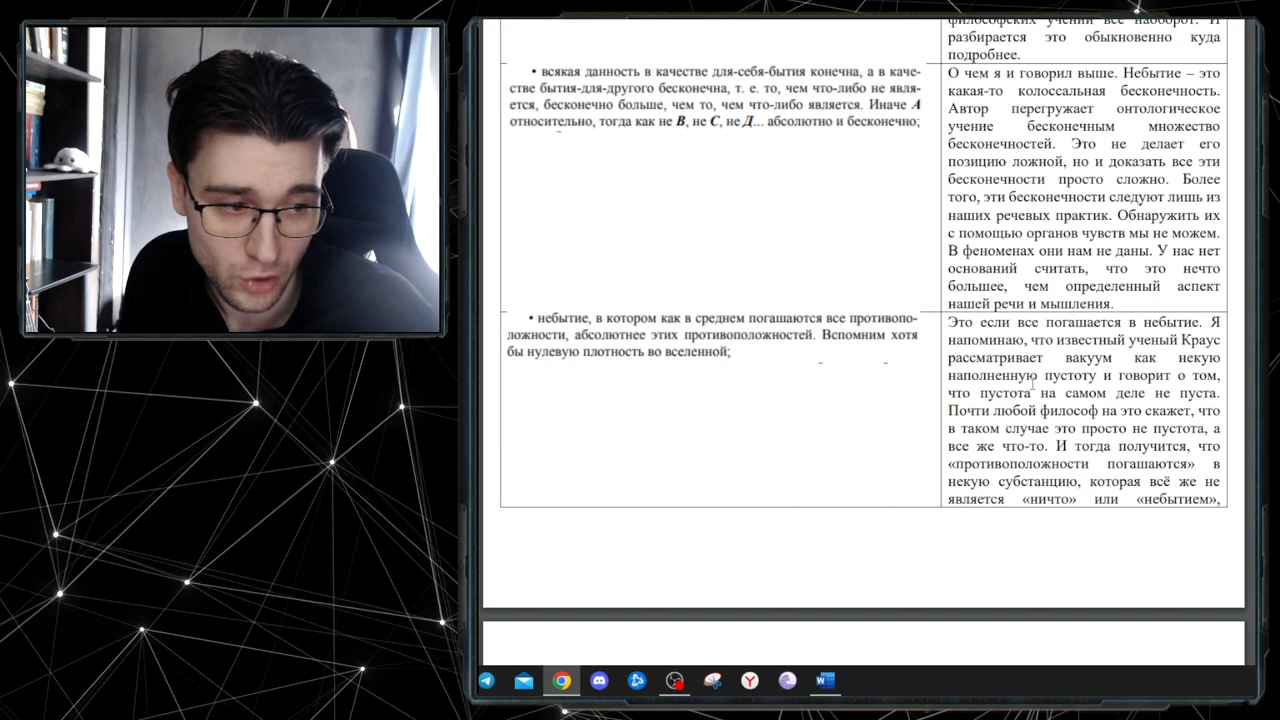 философских учений всё наоборот. И
разбирается это обыкновенно куда
подробнее.
• всякая данность в качестве для-себя-бытия конечна, а в каче-
стве бытия-для-другого бесконечна, т. е. то, чем что-либо не явля-
ется, бесконечно больше, чем то, чем что-либо является. Иначе А
относительно, тогда как не В, не С, не Д... абсолютно и бесконечно;
О чем я и говорил выше. Небытие – это
какая-то колоссальная бесконечность.
Автор перегружает онтологическое
учение бесконечным множество
бесконечностей. Это не делает его
позицию ложной, но и доказать все эти
бесконечности просто сложно. Более
того, эти бесконечности следуют лишь из
наших речевых практик. Обнаружить их
с помощью органов чувств мы не можем.
В феноменах они нам не даны. У нас нет
оснований считать, что это нечто
большее, чем определенный аспект
нашей речи и мышления.
• небытие, в котором как в среднем погашаются все противопо-
ложности, абсолютнее этих противоположностей. Вспомним хотя
бы нулевую плотность во вселенной;
Это если все погашается в небытие. Я
напоминаю, что известный ученый Краус
рассматривает вакуум как некую
наполненную пустоту и говорит о том,
что пустота на самом деле не пуста.
Почти любой философ на это скажет, что
в таком случае это просто не пустота, а
все же что-то. И тогда получится, что
«противоположности погашаются» в
некую субстанцию, которая всё же не
является «ничто» или «небытием»,